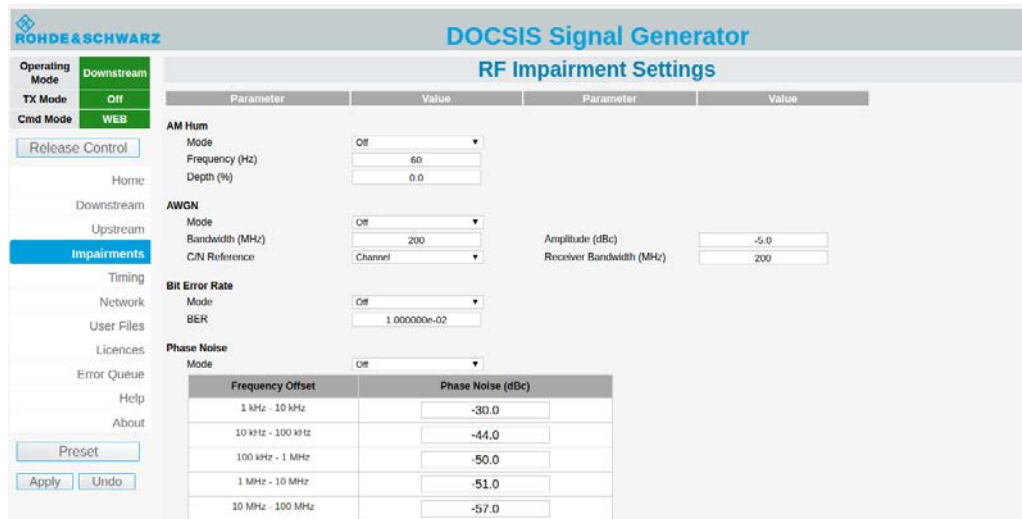 ROHDE&SCHWARZ
DOCSIS Signal Generator
Operating Mode Downstream
TX Mode Off
Cmd Mode WEB
Release Control
Home
Downstream
Upstream
Impairments
Timing
Network
User Files
Licences
Error Queue
Help
About
Preset
Apply Undo
RF Impairment Settings
Parameter Value Parameter Value
AM Hum
Mode Off
Frequency (Hz) 60
Depth (%) 0.0
AWGN
Mode Off
Bandwidth (MHz) 200 Amplitude (dBc) -5.0
C/N Reference Channel Receiver Bandwidth (MHz) 200
Bit Error Rate
Mode Off
BER 1.000000e-02
Phase Noise
Mode Off
Frequency Offset Phase Noise (dBc)
1 kHz - 10 kHz -30.0
10 kHz - 100 kHz -44.0
100 kHz - 1 MHz -50.0
1 MHz - 10 MHz -51.0
10 MHz - 100 MHz -57.0